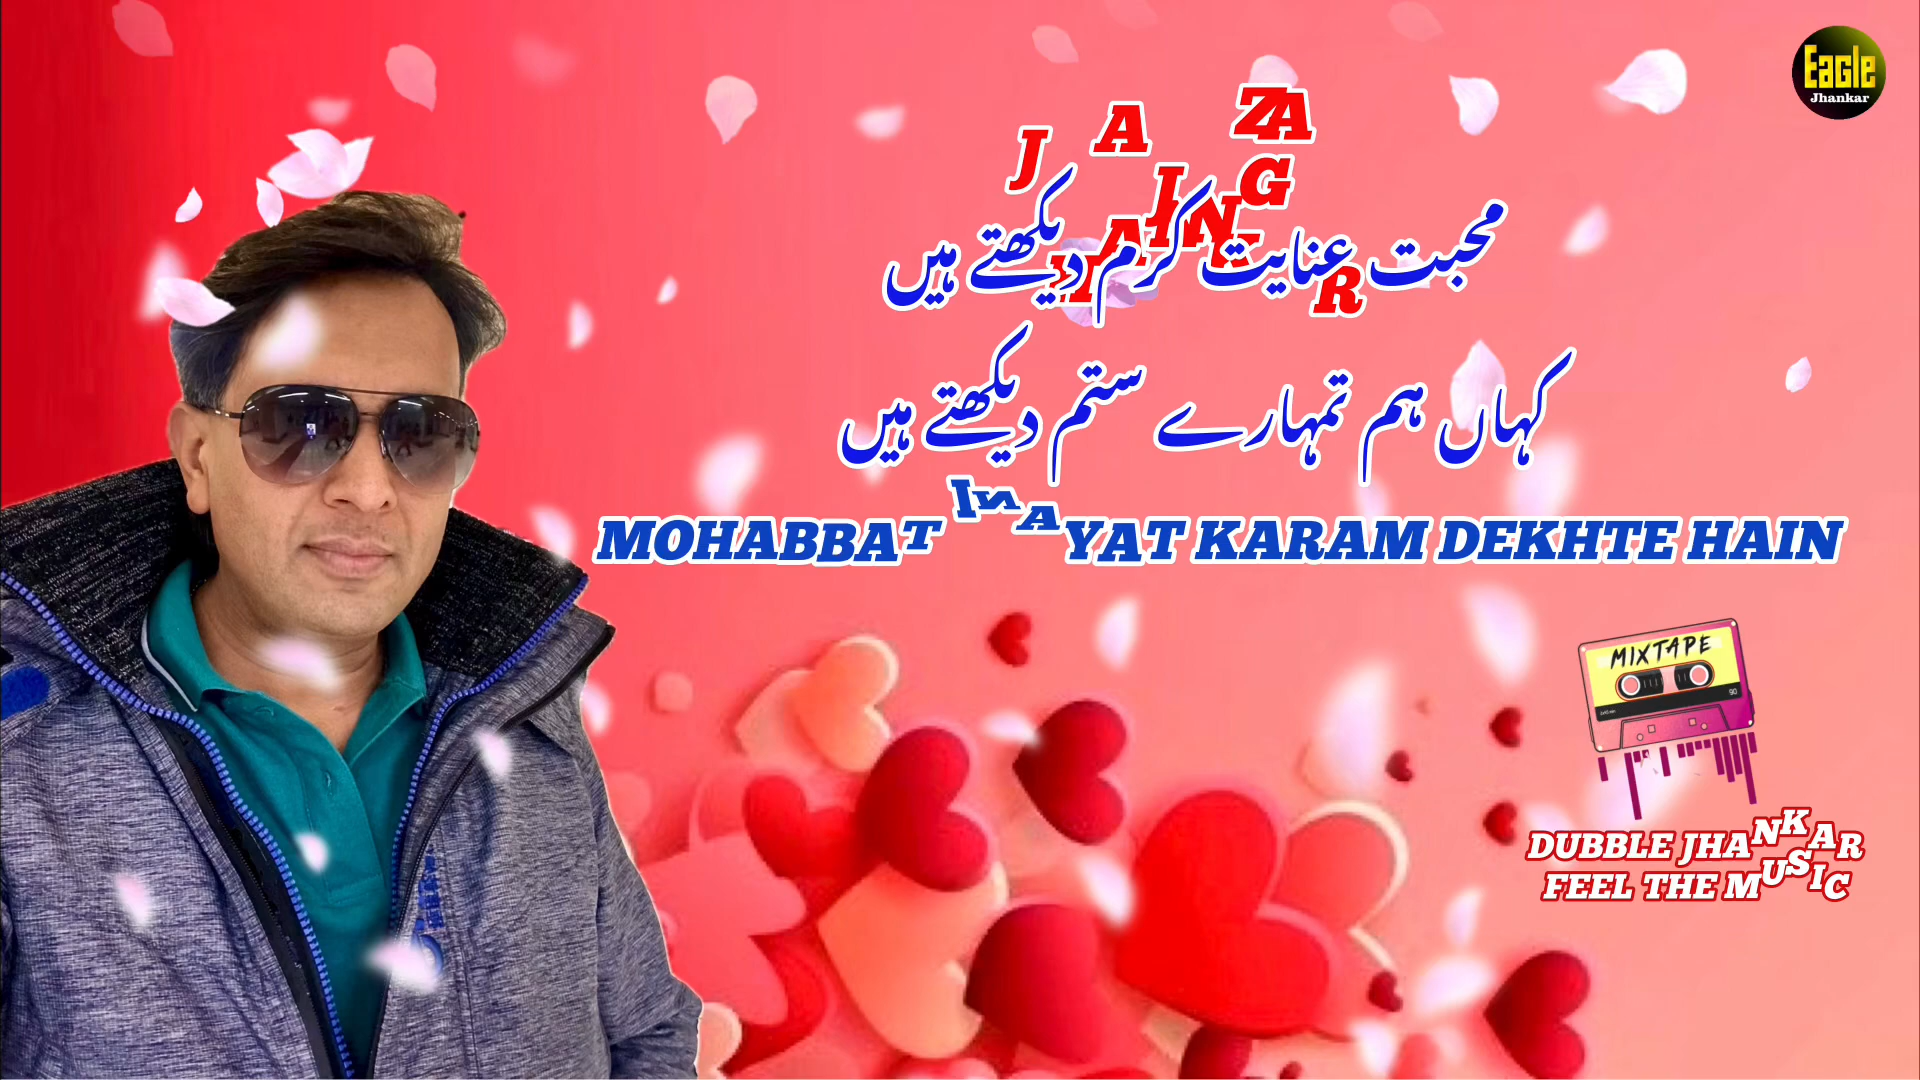 Eagle
Jhankar
محبت عنایت کرم دیکھتے ہیں
کہاں ہم تمہارے ستم دیکھتے ہیں
MOHABBAT INAYAT KARAM DEKHTE HAIN
MIXTAPE
90
DUBBLE JHANKAR
FEEL THE MUSIC